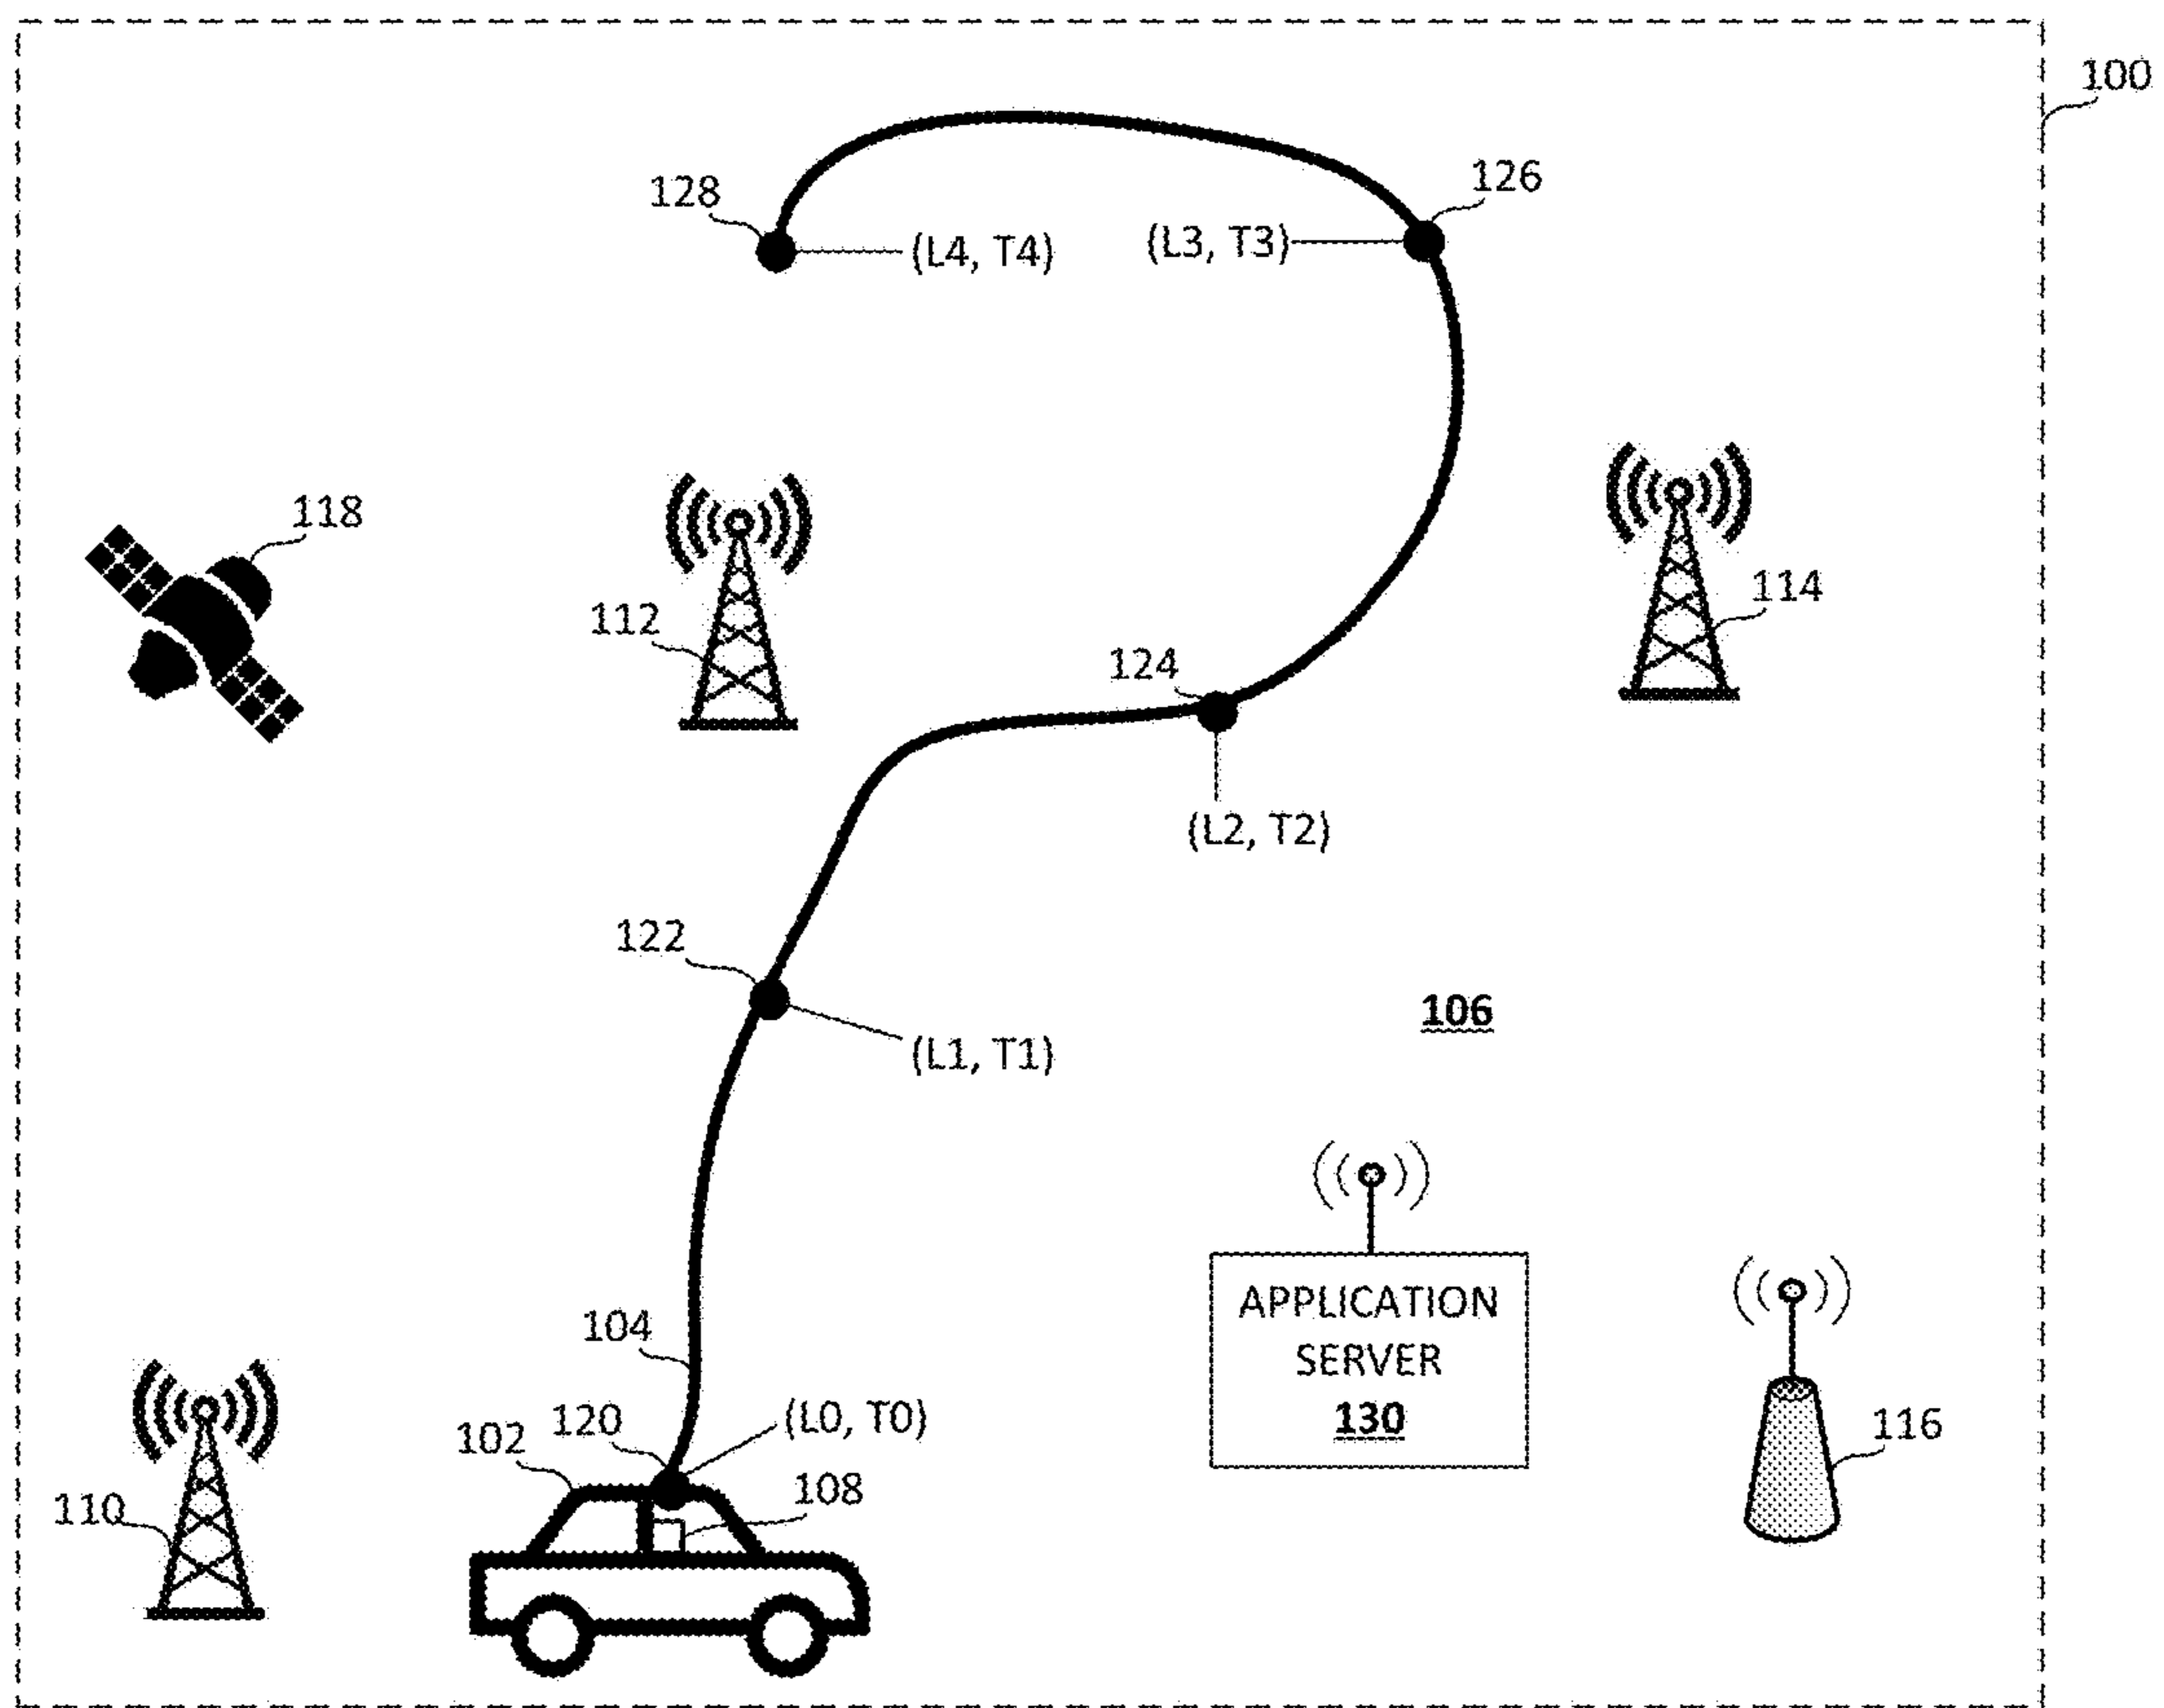 100
128
126
(L4, T4)
(L3, T3)
118
112
114
124
(L2, T2)
122
106
(L1, T1)
104
APPLICATION
SERVER
130
120
(L0, T0)
102
116
108
110